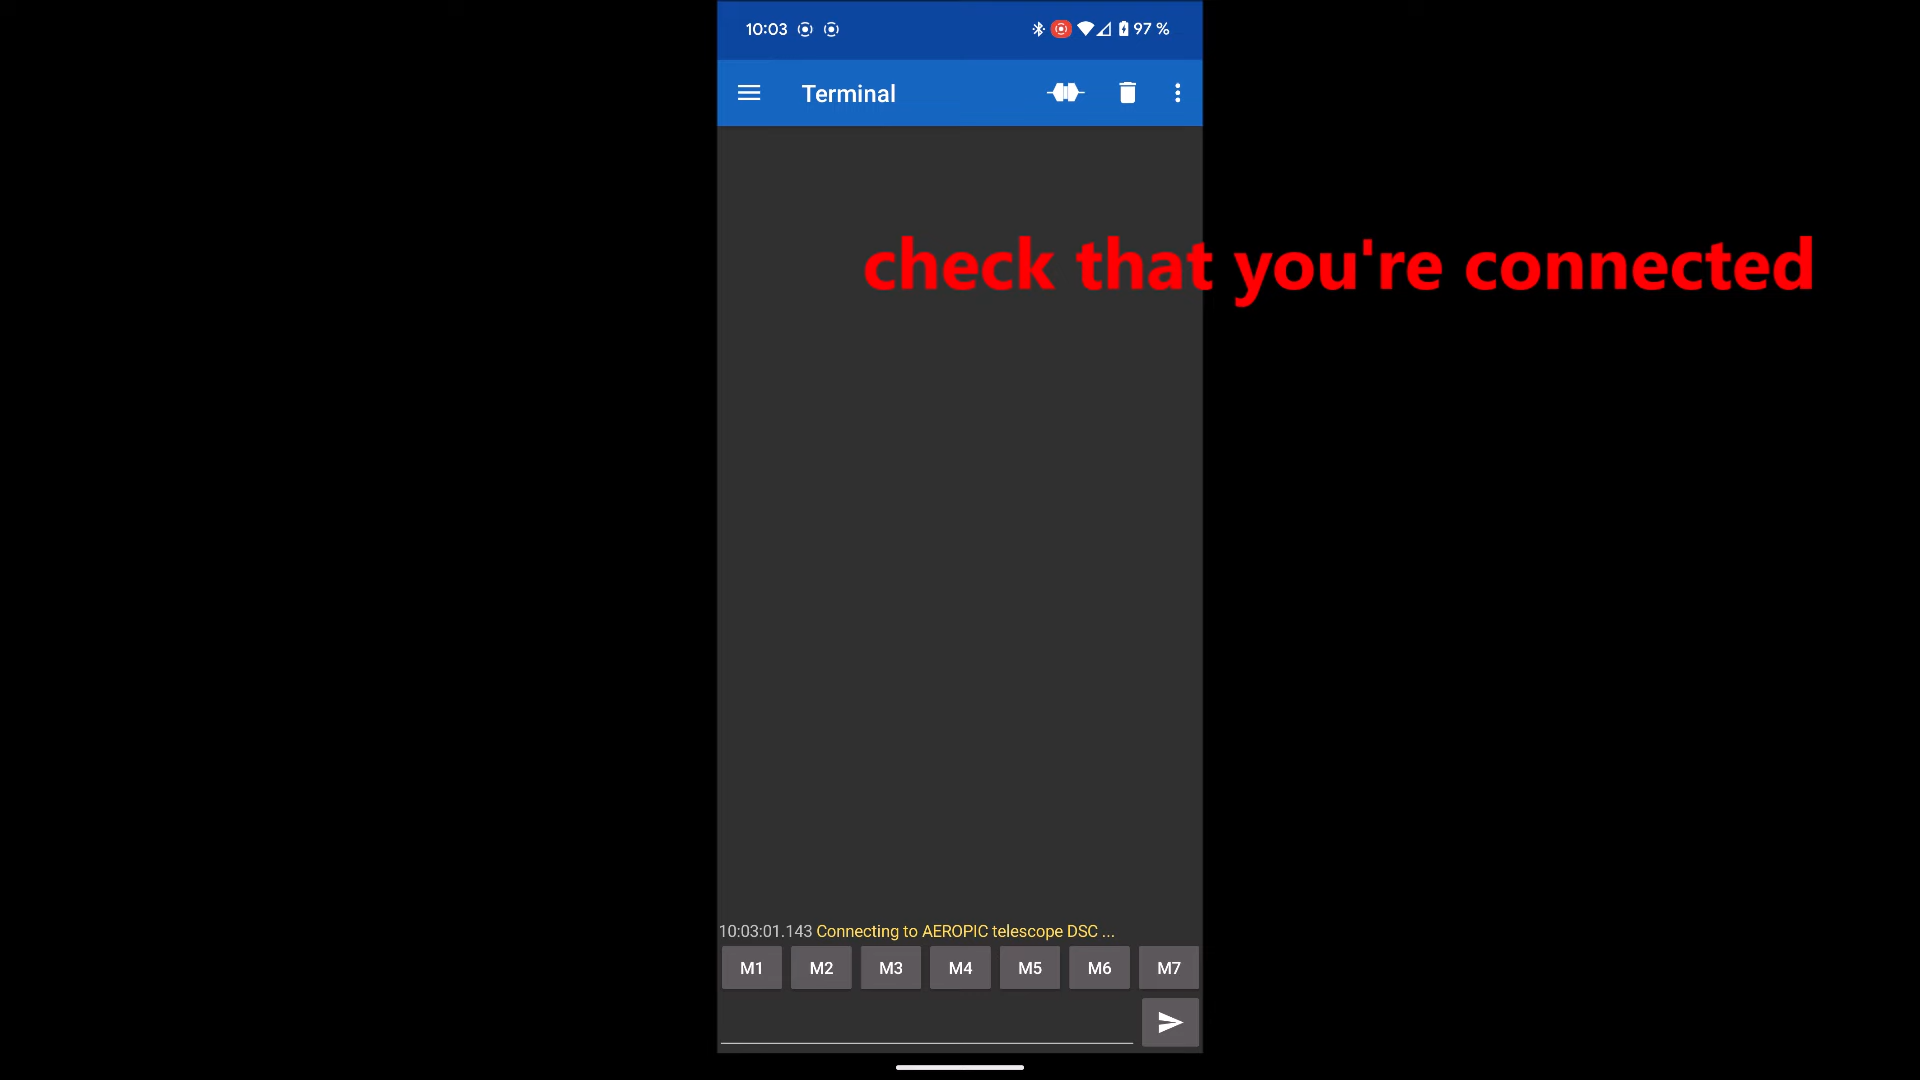 10:03 97 %
Terminal
check that you're connected
10:03:01.143 Connecting to AEROPIC telescope DSC ...
M1 M2 M3 M4 M5 M6 M7